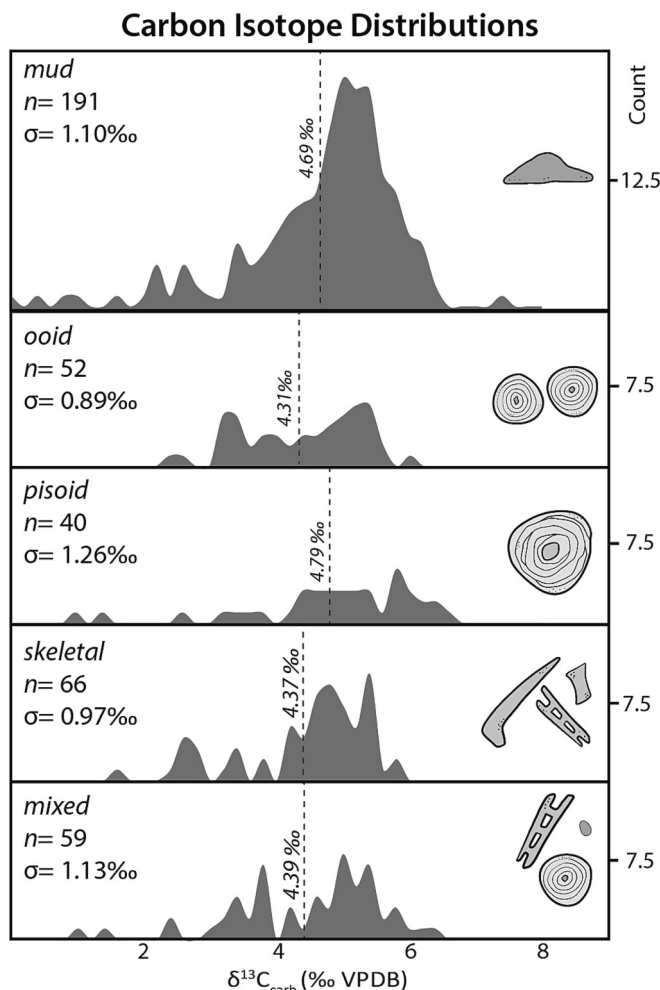 Carbon Isotope Distributions
mud
n= 191
σ= 1.10‰
4.69 ‰
Count
12.5
ooid
n= 52
σ= 0.89‰
4.31‰
7.5
pisoid
n= 40
σ= 1.26‰
4.79 ‰
7.5
skeletal
n= 66
σ= 0.97‰
4.37 ‰
7.5
mixed
n= 59
σ= 1.13‰
4.39 ‰
7.5
2 4 6 8
δ¹³C carb (‰ VPDB)